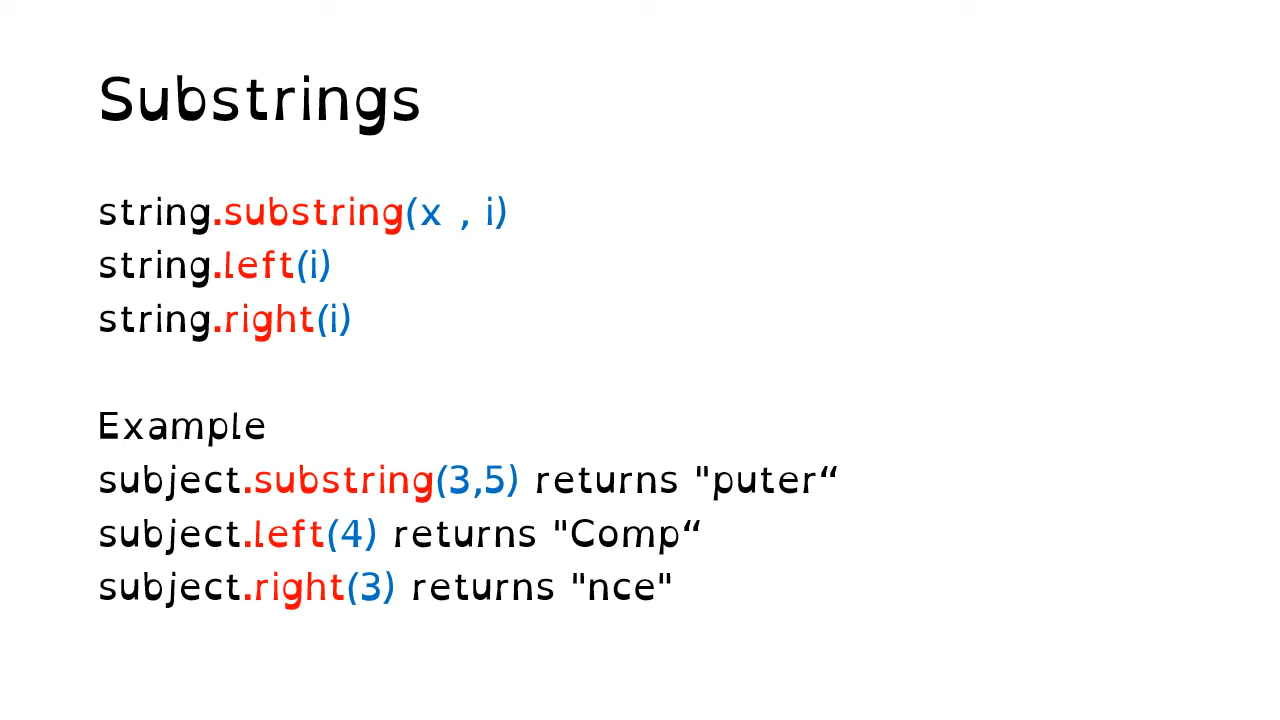 Substrings
string.substring(x , i)
string.left(i)
string.right(i)
Example
subject.substring(3,5) returns "puter“
subject.left(4) returns "Comp“
subject.right(3) returns "nce"